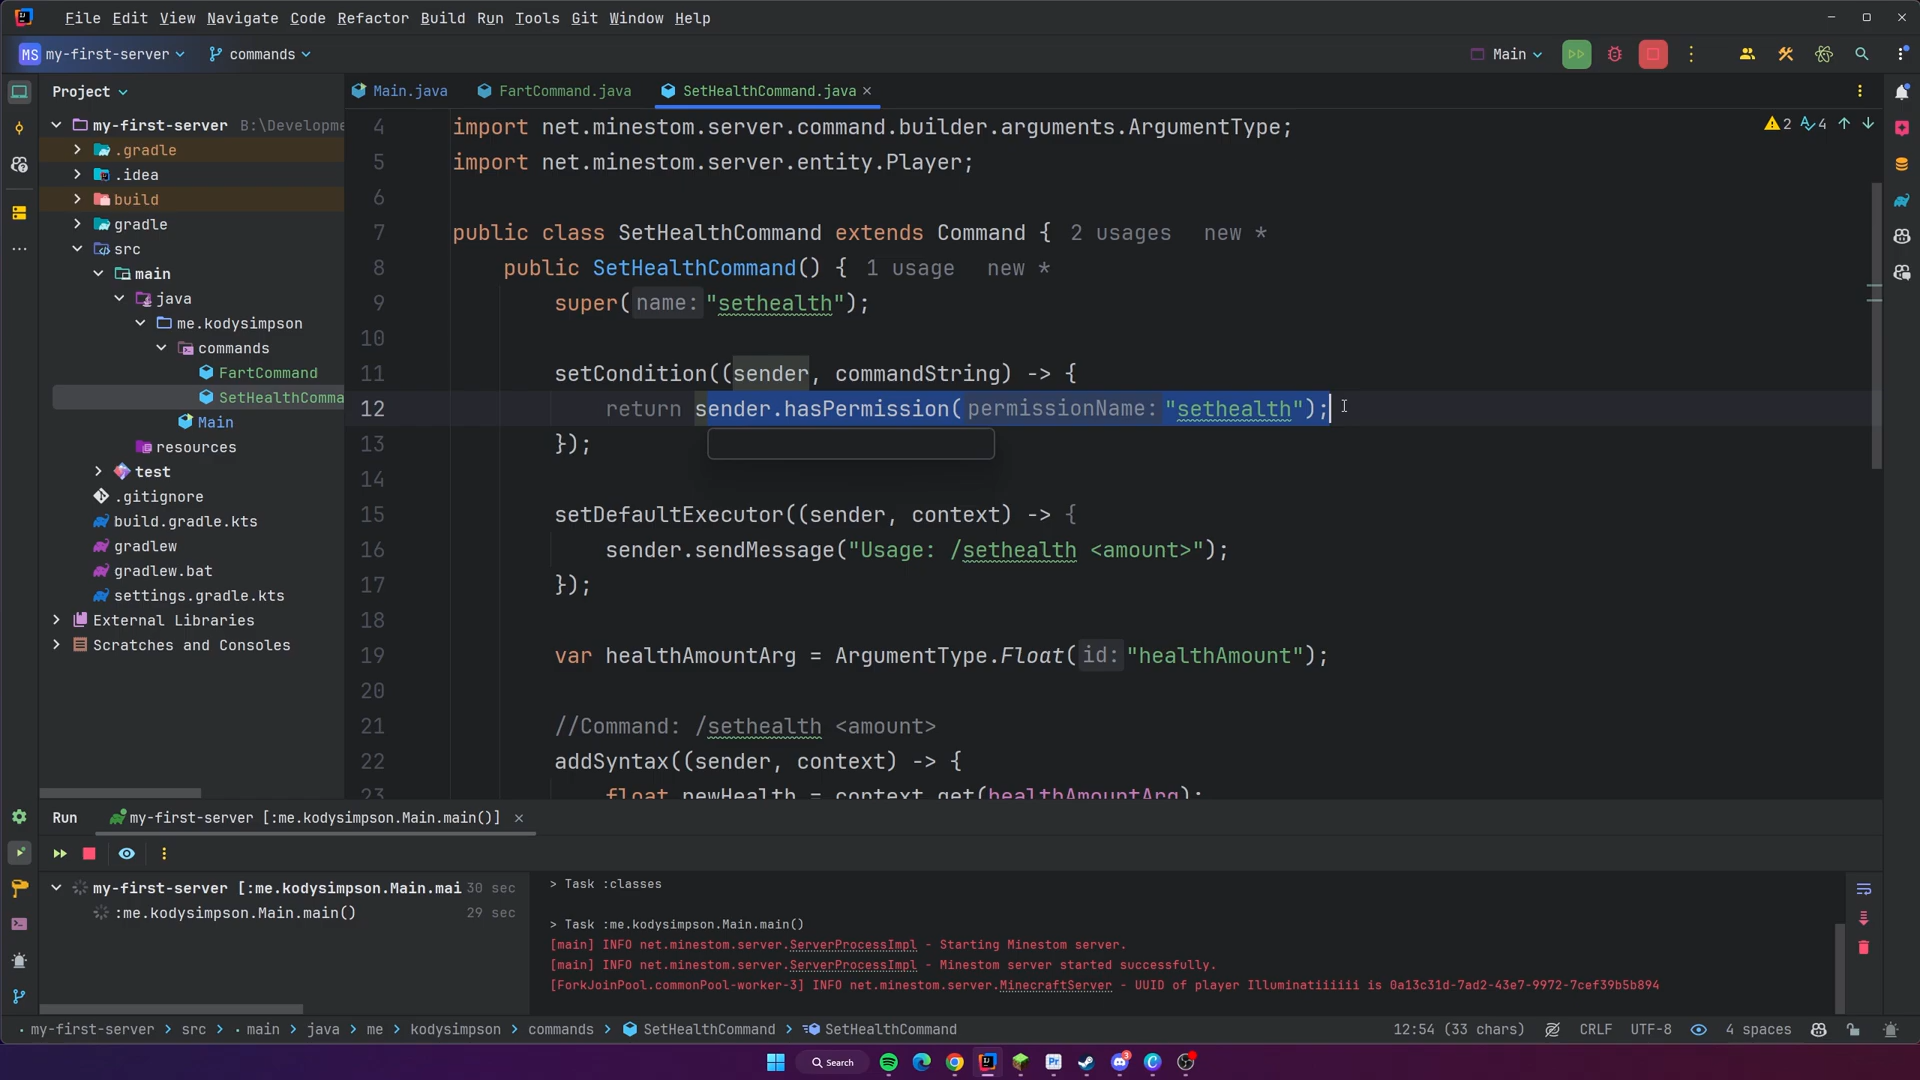 File Edit View Navigate Code Refactor Build Run Tools Git Window Help
MS my-first-server commands Main
Project
Main.java FartCommand.java SetHealthCommand.java
my-first-server B:\Developme
.gradle
.idea
build
gradle
src
main
java
me.kodysimpson
commands
FartCommand
SetHealthComma
Main
resources
test
.gitignore
build.gradle.kts
gradlew
gradlew.bat
settings.gradle.kts
External Libraries
Scratches and Consoles
2 4
4 import net.minestom.server.command.builder.arguments.ArgumentType;
5 import net.minestom.server.entity.Player;
6
7 public class SetHealthCommand extends Command { 2 usages new *
8 public SetHealthCommand() { 1 usage new *
9 super( name: "sethealth");
10
11 setCondition((sender, commandString) -> {
12 return sender.hasPermission( permissionName: "sethealth");
13 });
14
15 setDefaultExecutor((sender, context) -> {
16 sender.sendMessage("Usage: /sethealth <amount>");
17 });
18
19 var healthAmountArg = ArgumentType.Float( id: "healthAmount");
20
21 //Command: /sethealth <amount>
22 addSyntax((sender, context) -> {
23 float newHealth = context.get(healthAmountArg);
Run my-first-server [:me.kodysimpson.Main.main()]
my-first-server [:me.kodysimpson.Main.mai 30 sec
:me.kodysimpson.Main.main() 29 sec
> Task :classes
> Task :me.kodysimpson.Main.main()
[main] INFO net.minestom.server.ServerProcessImpl - Starting Minestom server.
[main] INFO net.minestom.server.ServerProcessImpl - Minestom server started successfully.
[ForkJoinPool.commonPool-worker-3] INFO net.minestom.server.MinecraftServer - UUID of player Illuminatiiiiii is 0a13c31d-7ad2-43e7-9972-7cef39b5b894
my-first-server > src > main > java > me > kodysimpson > commands > SetHealthCommand > SetHealthCommand 12:54 (33 chars) CRLF UTF-8 4 spaces
Search Pr 3